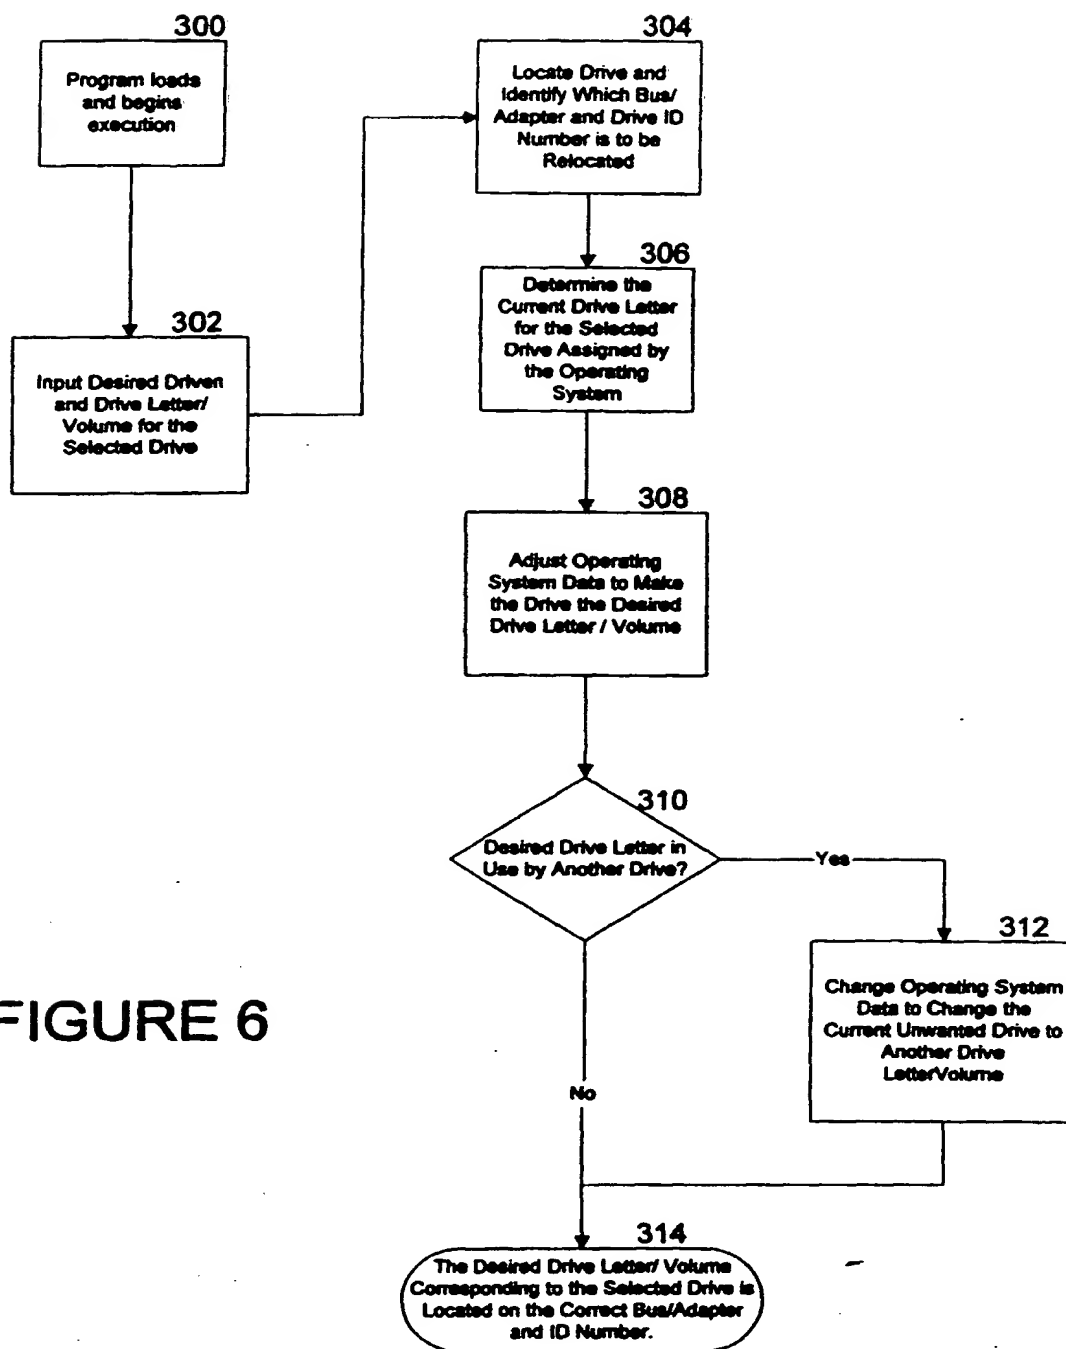 300
Program loads
and begins
execution
302
Input Desired Driven
and Drive Letter/
Volume for the
Selected Drive
304
Locate Drive and
Identify Which Bus/
Adapter and Drive ID
Number is to be
Relocated
306
Determine the
Current Drive Letter
for the Selected
Drive Assigned by
the Operating
System
308
Adjust Operating
System Data to Make
the Drive the Desired
Drive Letter / Volume
310
Desired Drive Letter in
Use by Another Drive?
Yes
312
Change Operating System
Data to Change the
Current Unwanted Drive to
Another Drive
LetterVolume
No
314
The Desired Drive Letter/ Volume
Corresponding to the Selected Drive is
Located on the Correct Bus/Adapter
and ID Number.
FIGURE 6